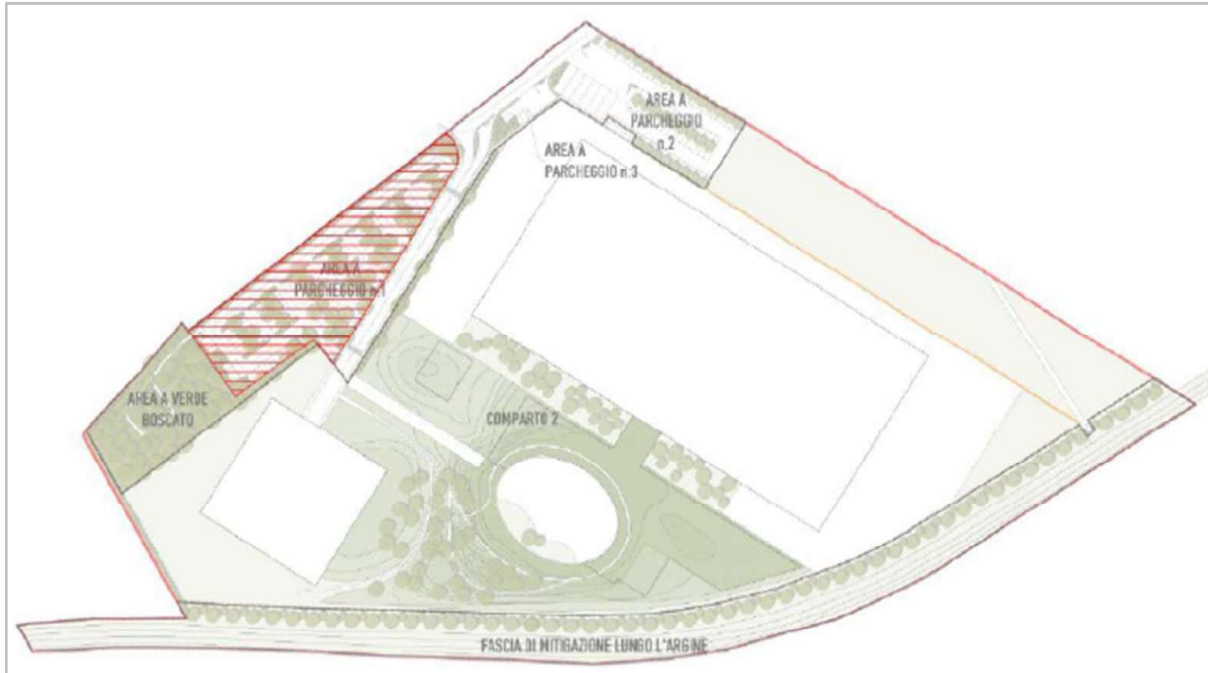 AREA A
PARCHEGGIO
n.2
AREA A
PARCHEGGIO n.3
AREA A
PARCHEGGIO n.1
AREA A VERDE
BOSCATO
COMPARTO 2
FASCIA DI MITIGAZIONE LUNGO L'ARGINE